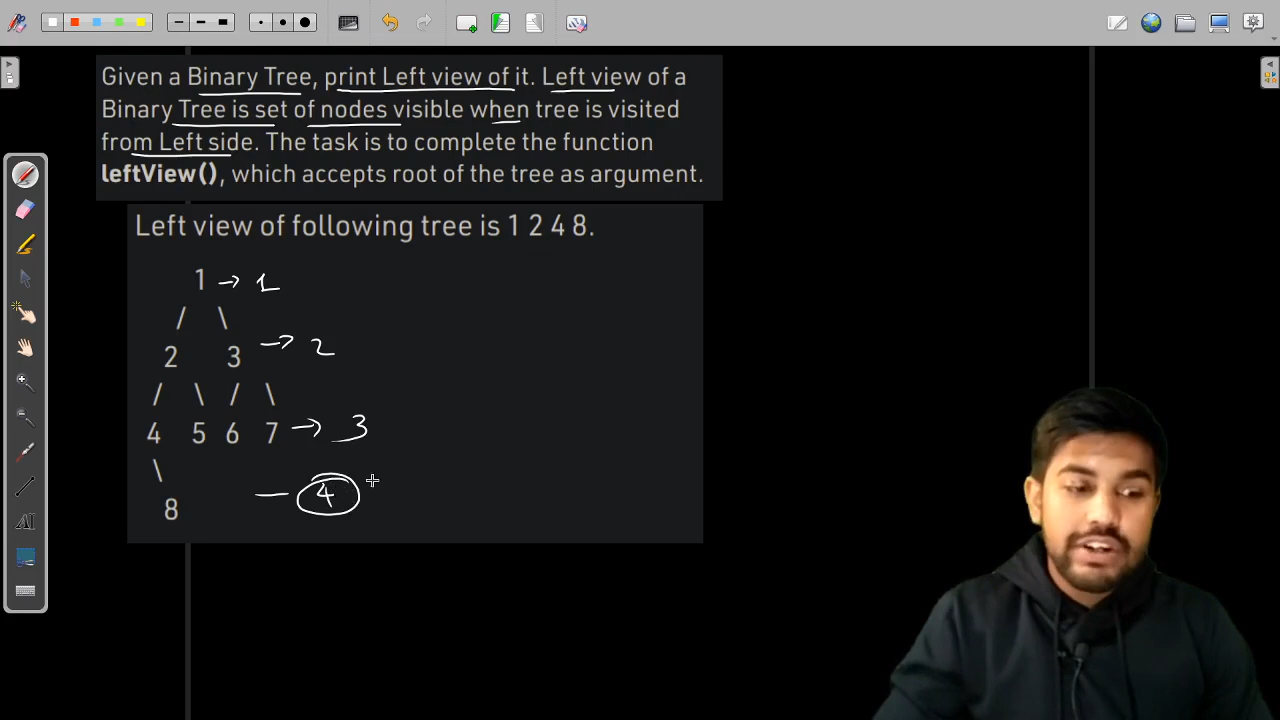 Given a Binary Tree, print Left view of it. Left view of a
Binary Tree is set of nodes visible when tree is visited
from Left side. The task is to complete the function
leftView(), which accepts root of the tree as argument.
Left view of following tree is 1 2 4 8.
1 → 1
/ \
2 3 → 2
/ \ / \
4 5 6 7 → 3
\
8 — 4